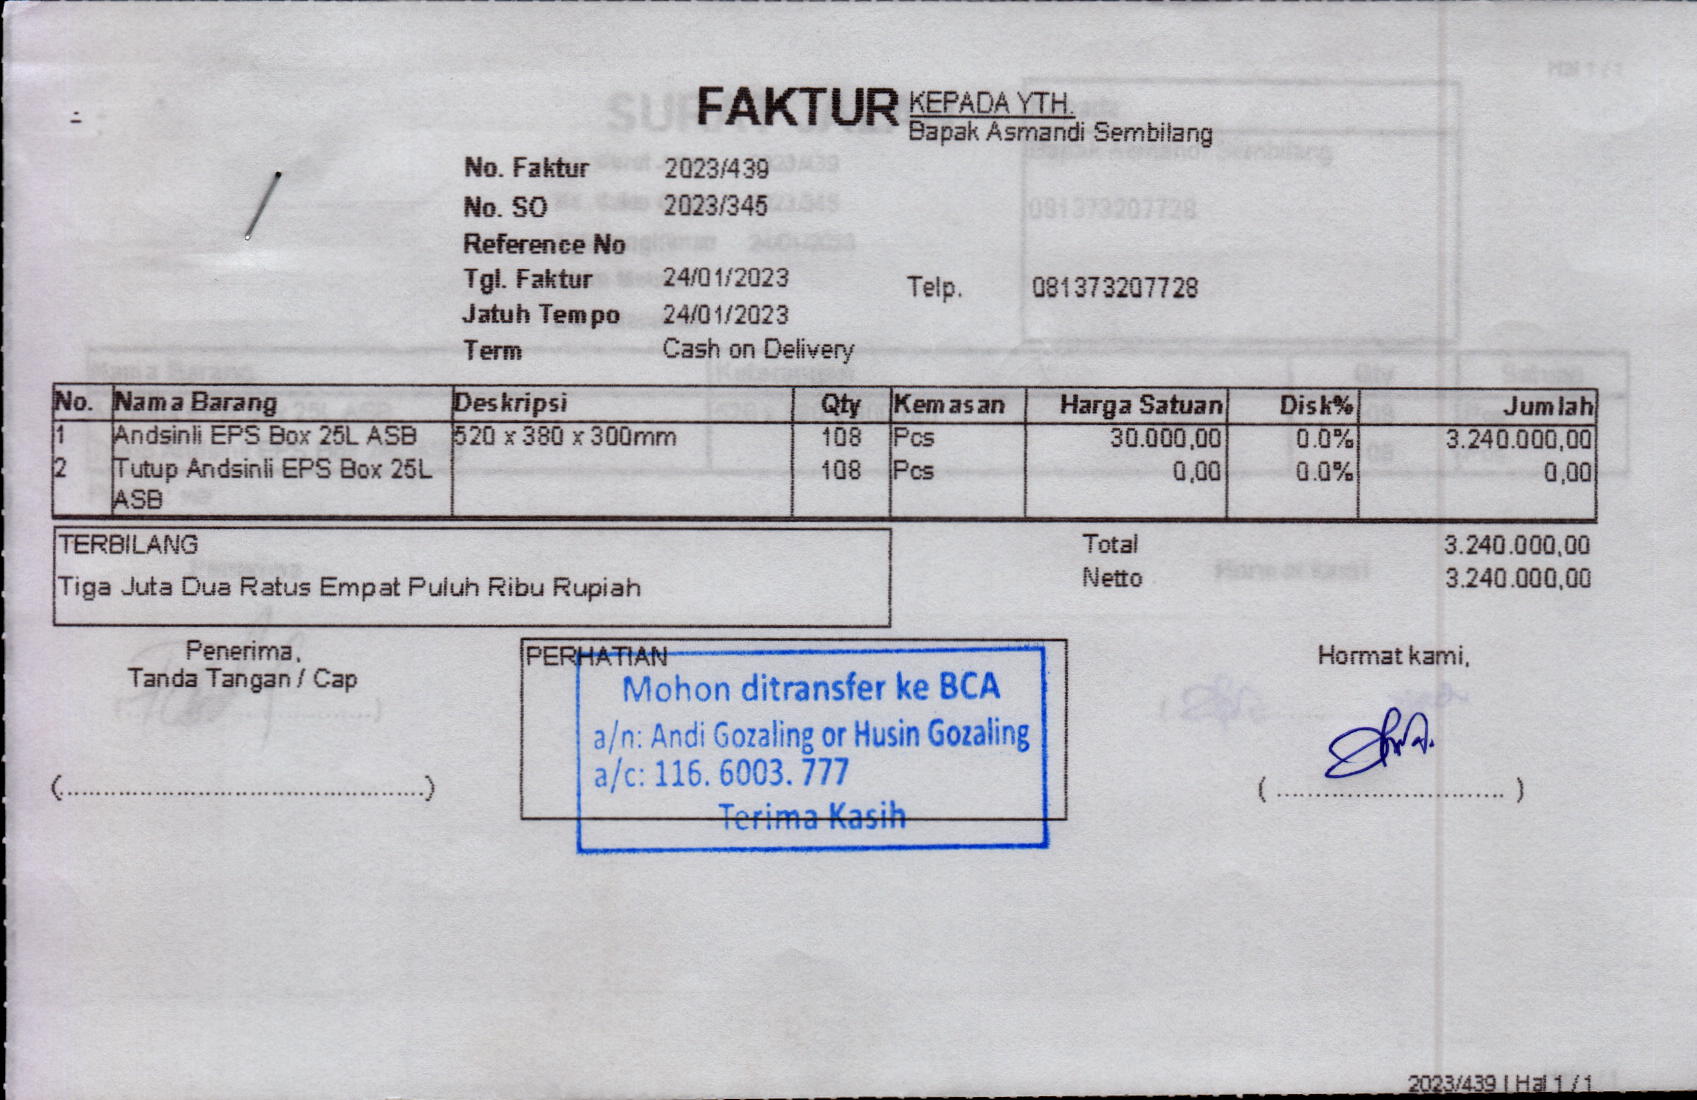 FAKTUR
KEPADA YTH.
Bapak Asmandi Sembilang
No. Faktur 2023/439
No. SO 2023/345
Reference No
Tgl. Faktur 24/01/2023
Telp. 081373207728
Jatuh Tempo 24/01/2023
Term Cash on Delivery
No. Nama Barang Deskripsi Qty Kemasan Harga Satuan Disk% Jumlah
1 Andsinli EPS Box 25L ASB 520 x 380 x 300mm 108 Pcs 30.000,00 0.0% 3.240.000,00
2 Tutup Andsinli EPS Box 25L 108 Pcs 0,00 0.0% 0,00
ASB
TERBILANG
Tiga Juta Dua Ratus Empat Puluh Ribu Rupiah
Total 3.240.000,00
Netto 3.240.000,00
Penerima,
Tanda Tangan / Cap
(..................................................)
PERHATIAN
Mohon ditransfer ke BCA
a/n: Andi Gozaling or Husin Gozaling
a/c: 116. 6003. 777
Terima Kasih
Hormat kami,
( ............................... )
2023/439 | Hal 1 / 1